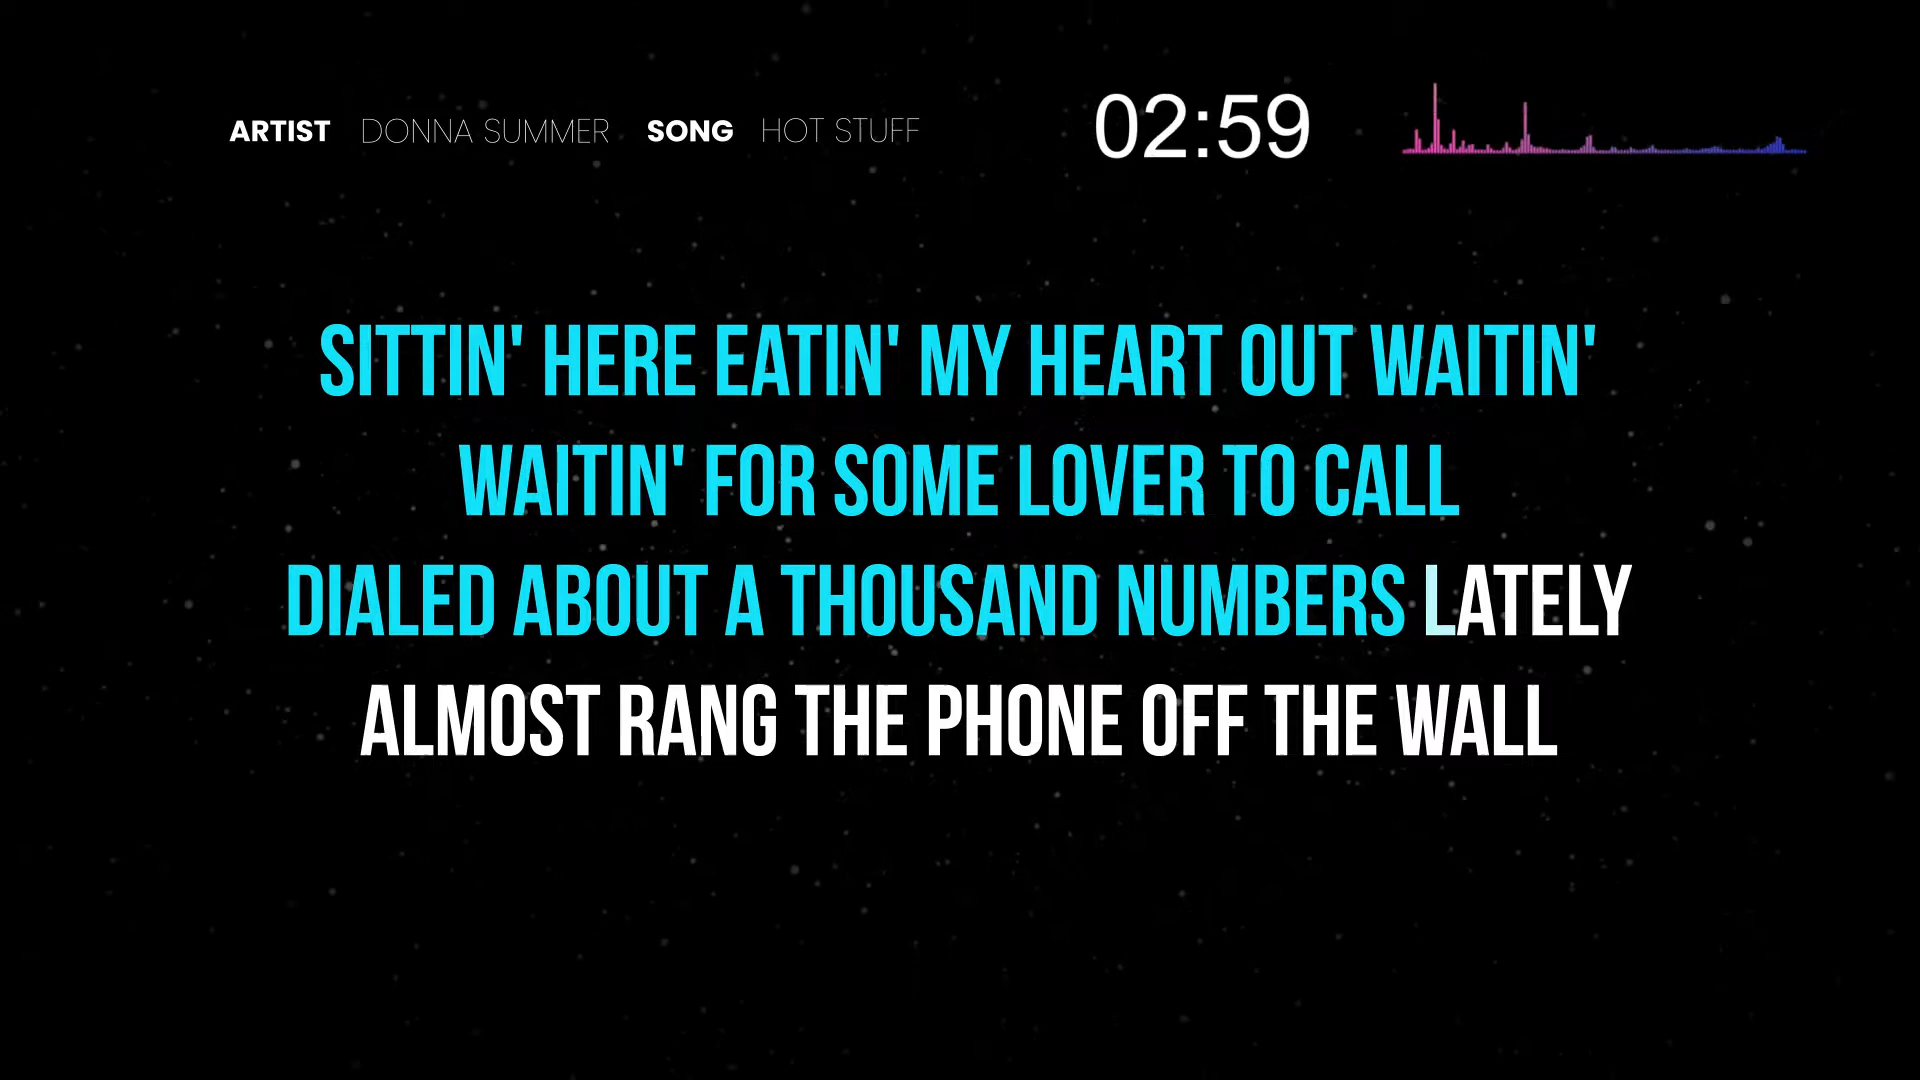 ARTIST DONNA SUMMER SONG HOT STUFF 02:59
SITTIN' HERE EATIN' MY HEART OUT WAITIN'
WAITIN' FOR SOME LOVER TO CALL
DIALED ABOUT A THOUSAND NUMBERS LATELY
ALMOST RANG THE PHONE OFF THE WALL